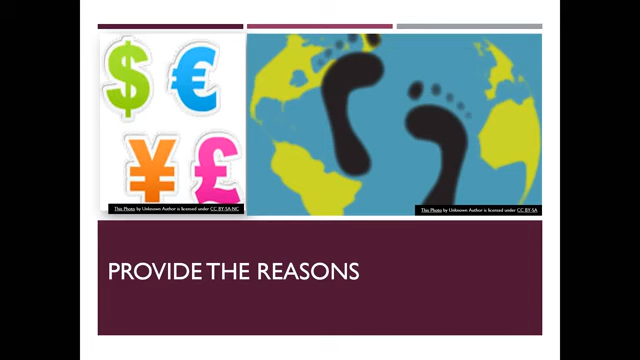 $ €
¥ £
This Photo by Unknown Author is licensed under CC BY-SA-NC
This Photo by Unknown Author is licensed under CC BY-SA
PROVIDE THE REASONS